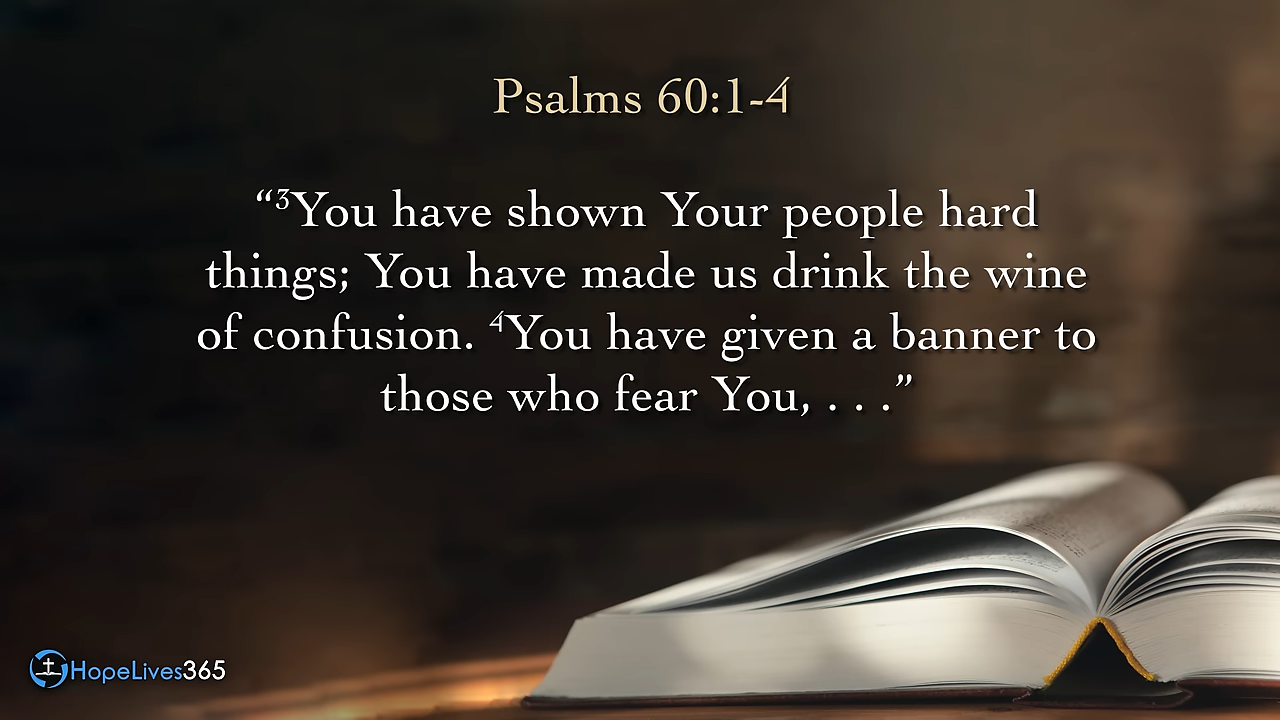 Psalms 60:1-4
“³You have shown Your people hard
things; You have made us drink the wine
of confusion. ⁴You have given a banner to
those who fear You, . . .”
HopeLives365